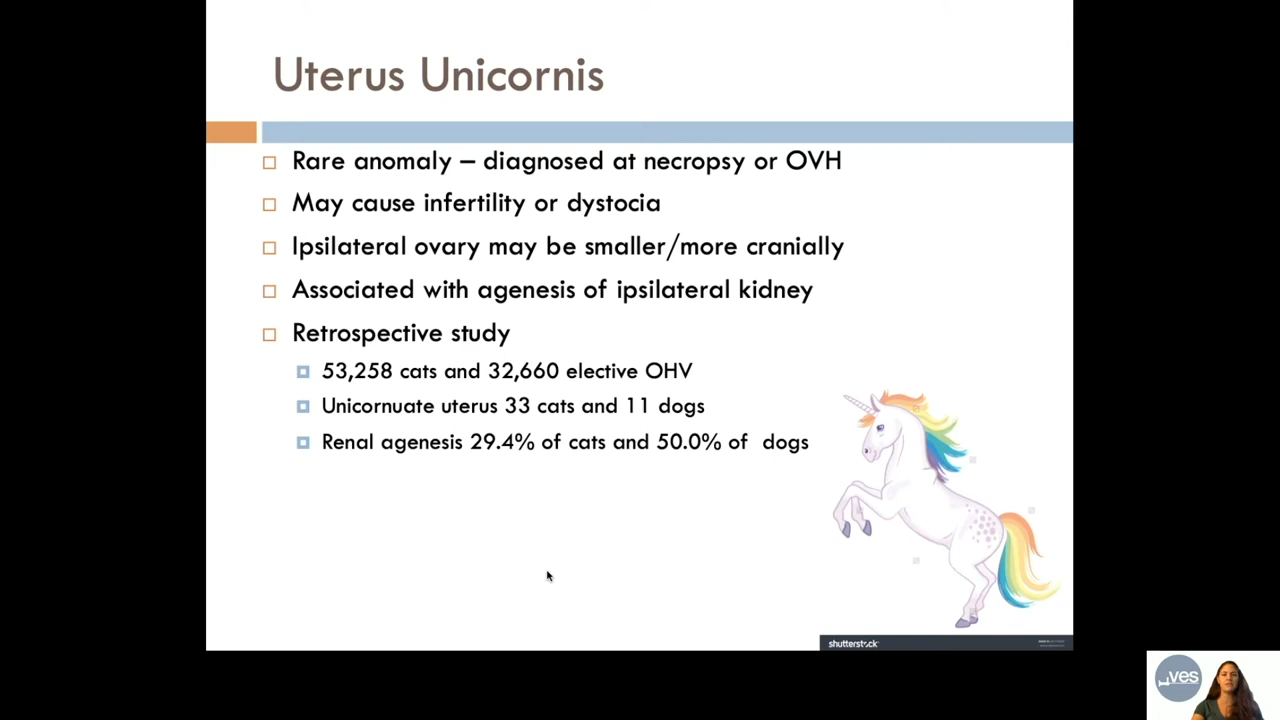 Uterus Unicornis
Rare anomaly – diagnosed at necropsy or OVH
May cause infertility or dystocia
Ipsilateral ovary may be smaller/more cranially
Associated with agenesis of ipsilateral kidney
Retrospective study
53,258 cats and 32,660 elective OHV
Unicornuate uterus 33 cats and 11 dogs
Renal agenesis 29.4% of cats and 50.0% of dogs
shutterstock
ves